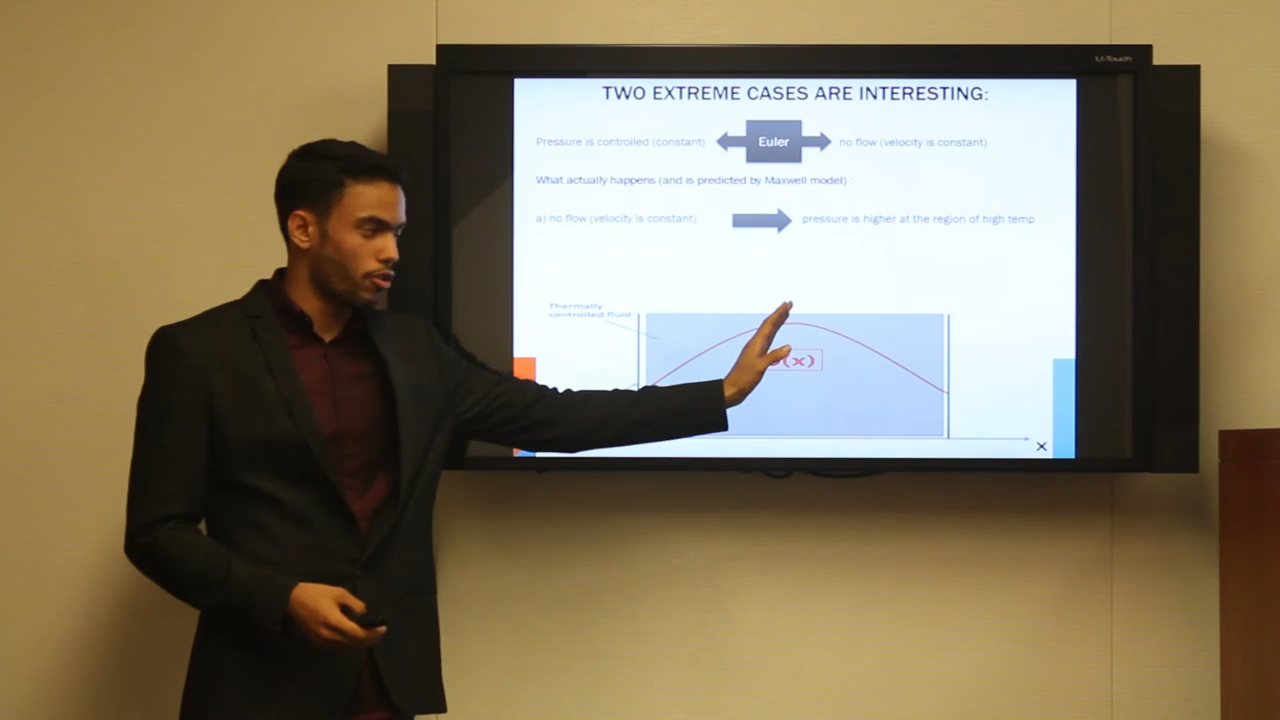 U-Touch
TWO EXTREME CASES ARE INTERESTING:
Pressure is controlled (constant)
Euler
no flow (velocity is constant)
What actually happens (and is predicted by Maxwell model) :
a) no flow (velocity is constant)
pressure is higher at the region of high temp
Thermally
controlled fluid
(x)
X